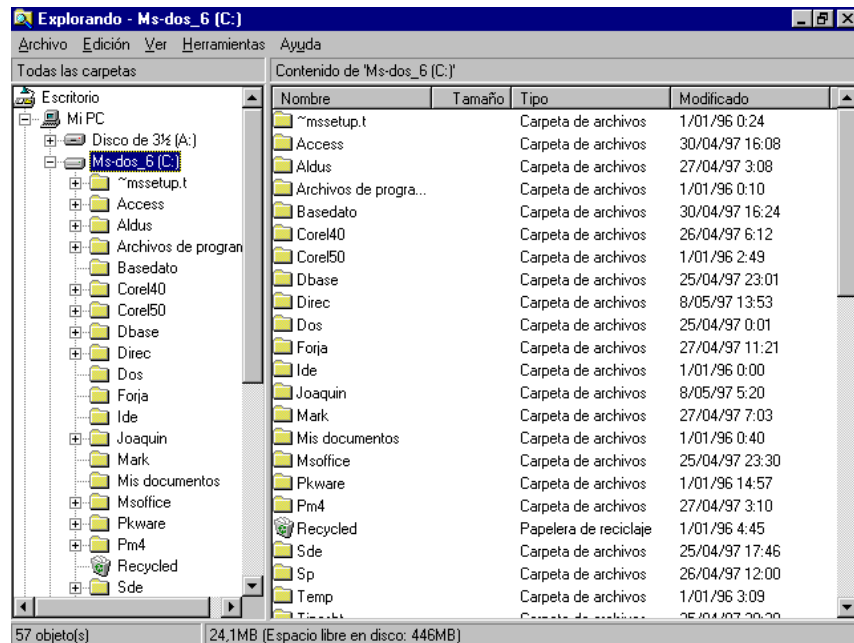 Explorando - Ms-dos_6 (C:)
Archivo Edición Ver Herramientas Ayuda
Todas las carpetas
Contenido de 'Ms-dos_6 (C:)'
Escritorio
Mi PC
Disco de 3½ (A:)
Ms-dos_6 (C:)
~mssetup.t
Access
Aldus
Archivos de progran
Basedato
Corel40
Corel50
Dbase
Direc
Dos
Forja
Ide
Joaquin
Mark
Mis documentos
Msoffice
Pkware
Pm4
Recycled
Sde
Nombre Tamaño Tipo Modificado
~mssetup.t Carpeta de archivos 1/01/96 0:24
Access Carpeta de archivos 30/04/97 16:08
Aldus Carpeta de archivos 27/04/97 3:08
Archivos de progra... Carpeta de archivos 1/01/96 0:10
Basedato Carpeta de archivos 30/04/97 16:24
Corel40 Carpeta de archivos 26/04/97 6:12
Corel50 Carpeta de archivos 1/01/96 2:49
Dbase Carpeta de archivos 25/04/97 23:01
Direc Carpeta de archivos 8/05/97 13:53
Dos Carpeta de archivos 25/04/97 0:01
Forja Carpeta de archivos 27/04/97 11:21
Ide Carpeta de archivos 1/01/96 0:00
Joaquin Carpeta de archivos 8/05/97 5:20
Mark Carpeta de archivos 27/04/97 7:03
Mis documentos Carpeta de archivos 1/01/96 0:40
Msoffice Carpeta de archivos 25/04/97 23:30
Pkware Carpeta de archivos 1/01/96 14:57
Pm4 Carpeta de archivos 27/04/97 3:10
Recycled Papelera de reciclaje 1/01/96 4:45
Sde Carpeta de archivos 25/04/97 17:46
Sp Carpeta de archivos 26/04/97 12:00
Temp Carpeta de archivos 1/01/96 3:09
57 objeto(s) 24,1MB (Espacio libre en disco: 446MB)